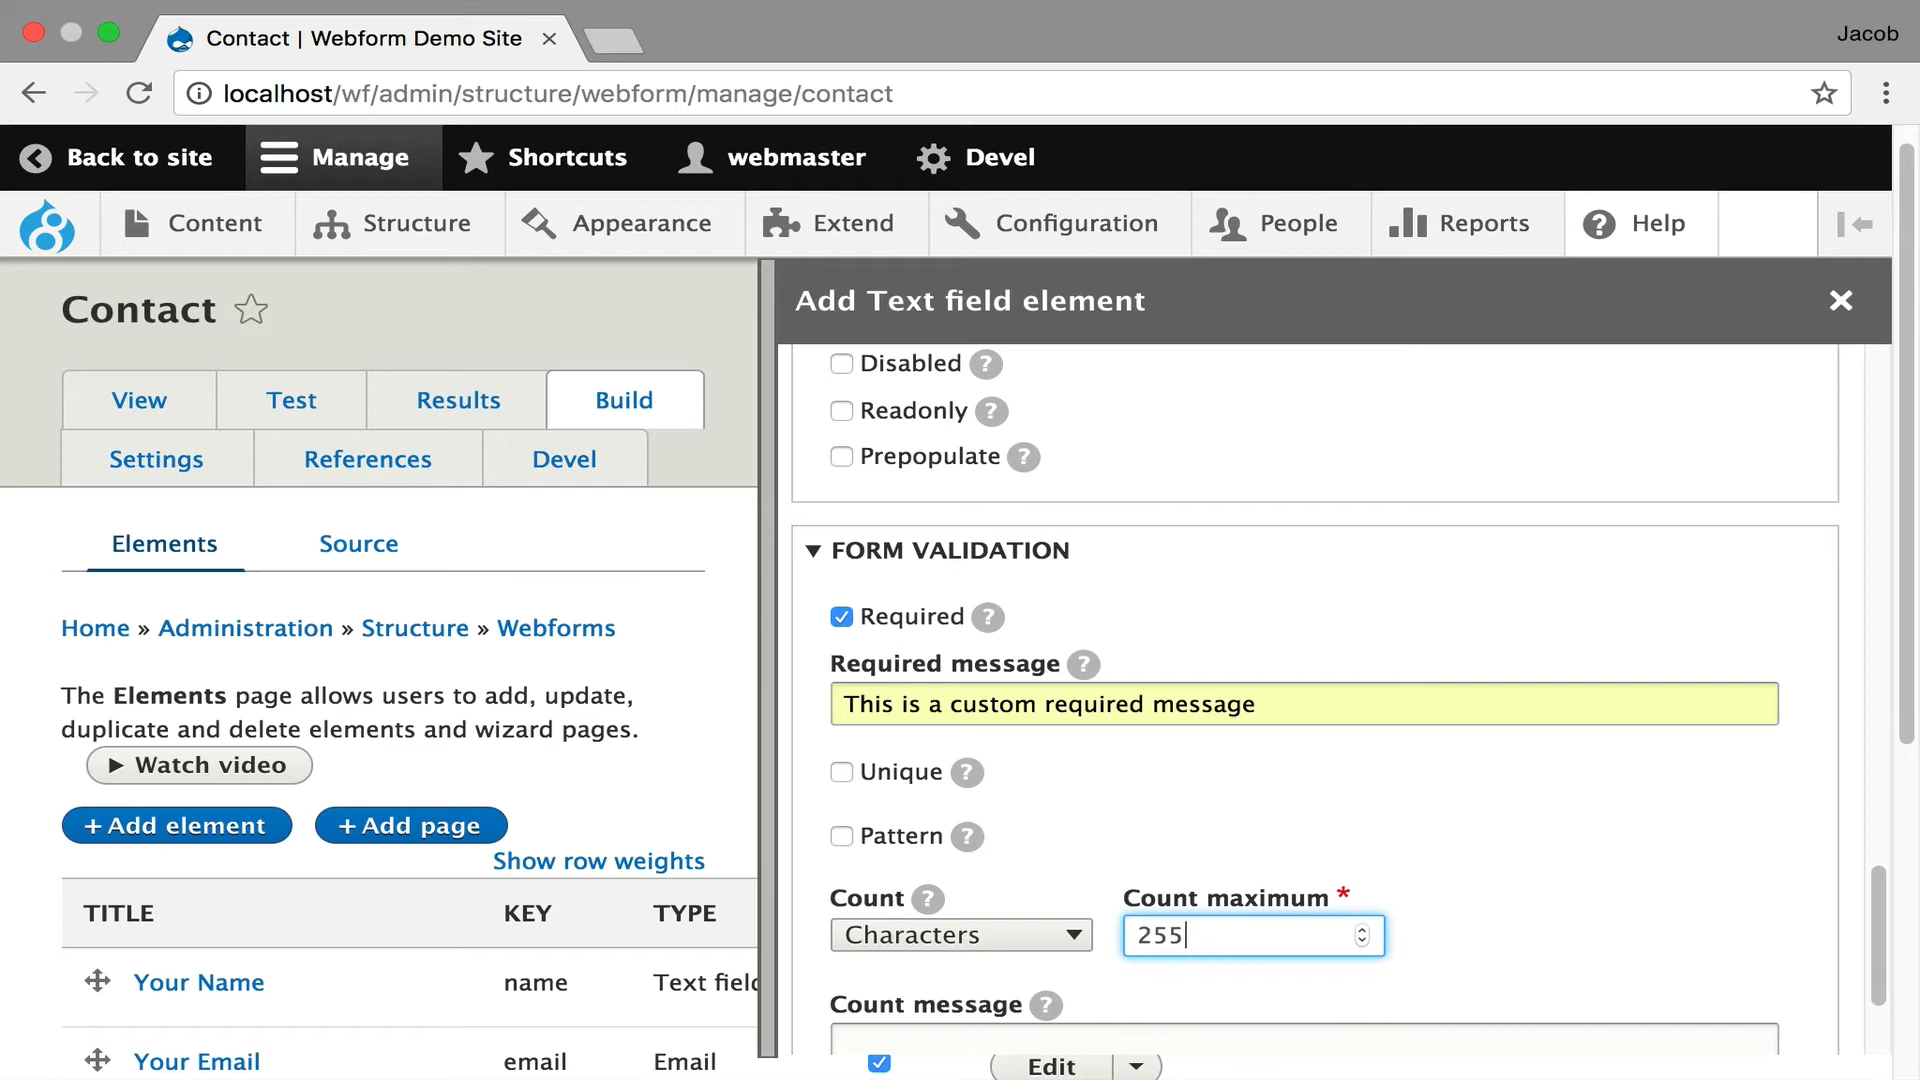 Contact | Webform Demo Site
Jacob
localhost/wf/admin/structure/webform/manage/contact
Back to site Manage Shortcuts webmaster Devel
Content Structure Appearance Extend Configuration People Reports Help
Contact
View Test Results Build
Settings References Devel
Elements Source
Home » Administration » Structure » Webforms
The Elements page allows users to add, update,
duplicate and delete elements and wizard pages.
Watch video
+ Add element + Add page
Show row weights
TITLE KEY TYPE
Your Name name Text field
Your Email email Email
Add Text field element
Disabled ?
Readonly ?
Prepopulate ?
FORM VALIDATION
Required ?
Required message ?
This is a custom required message
Unique ?
Pattern ?
Count ? Count maximum *
Characters 255
Count message ?
Edit